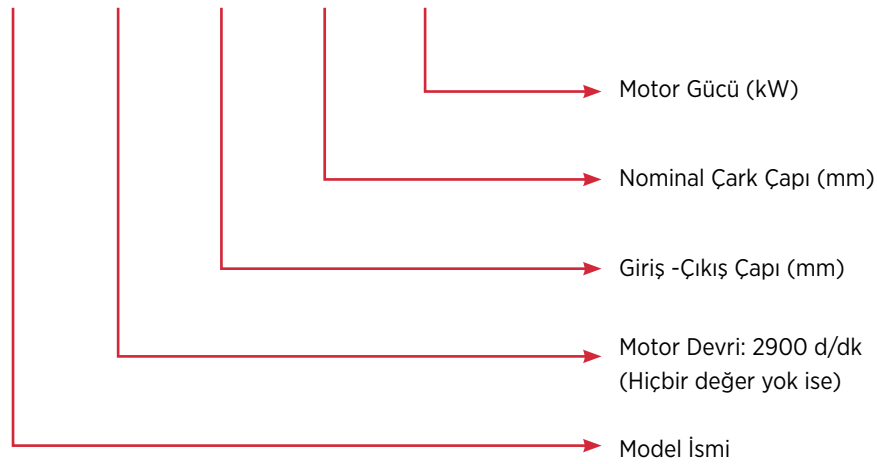 Motor Gücü (kW)
Nominal Çark Çapı (mm)
Giriş -Çıkış Çapı (mm)
Motor Devri: 2900 d/dk
(Hiçbir değer yok ise)
Model İsmi